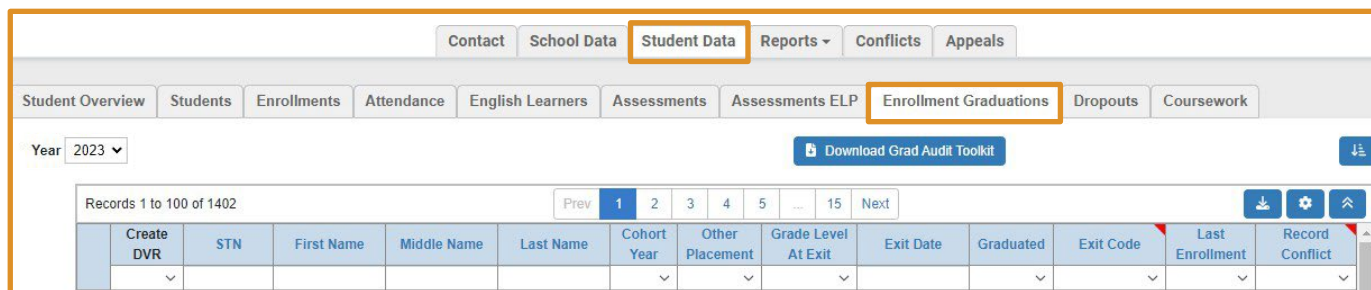 Contact School Data Student Data Reports Conflicts Appeals
Student Overview Students Enrollments Attendance English Learners Assessments Assessments ELP Enrollment Graduations Dropouts Coursework
Year 2023 Download Grad Audit Toolkit
Records 1 to 100 of 1402 Prev 1 2 3 4 5 ... 15 Next
Create DVR STN First Name Middle Name Last Name Cohort Year Other Placement Grade Level At Exit Exit Date Graduated Exit Code Last Enrollment Record Conflict